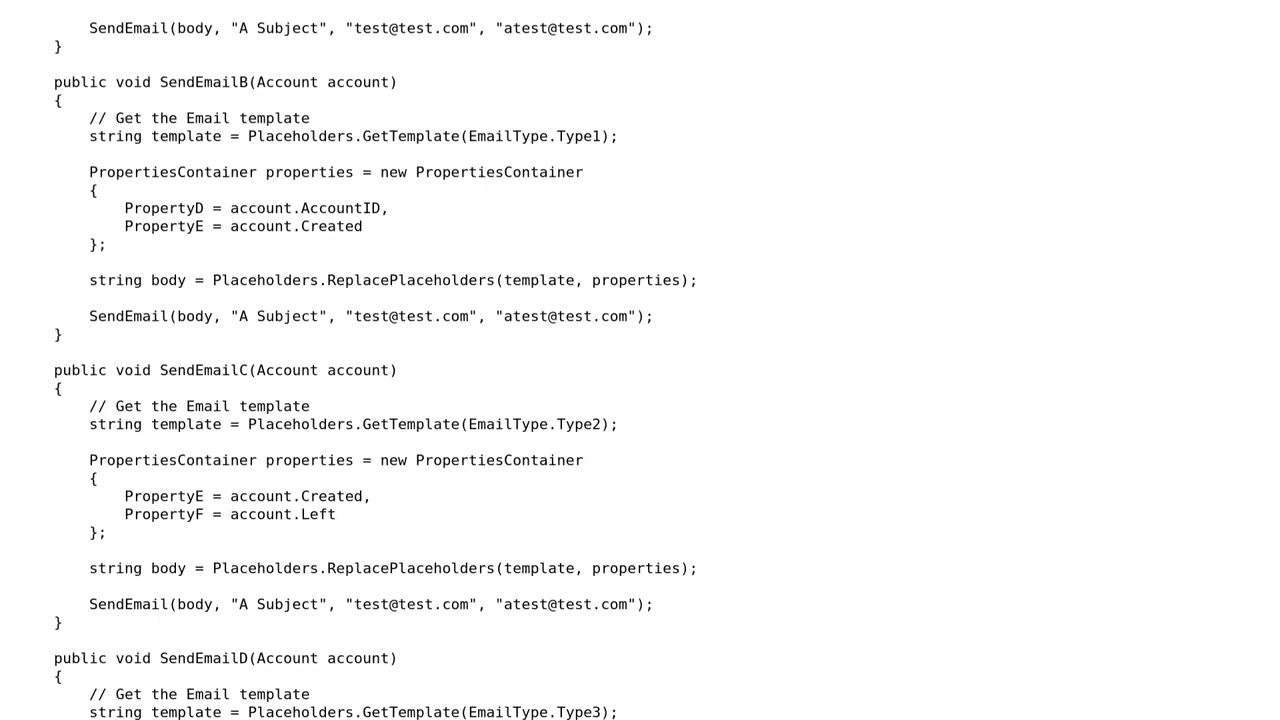 SendEmail(body, "A Subject", "test@test.com", "atest@test.com");
}
public void SendEmailB(Account account)
{
// Get the Email template
string template = Placeholders.GetTemplate(EmailType.Type1);
PropertiesContainer properties = new PropertiesContainer
{
PropertyD = account.AccountID,
PropertyE = account.Created
};
string body = Placeholders.ReplacePlaceholders(template, properties);
SendEmail(body, "A Subject", "test@test.com", "atest@test.com");
}
public void SendEmailC(Account account)
{
// Get the Email template
string template = Placeholders.GetTemplate(EmailType.Type2);
PropertiesContainer properties = new PropertiesContainer
{
PropertyE = account.Created,
PropertyF = account.Left
};
string body = Placeholders.ReplacePlaceholders(template, properties);
SendEmail(body, "A Subject", "test@test.com", "atest@test.com");
}
public void SendEmailD(Account account)
{
// Get the Email template
string template = Placeholders.GetTemplate(EmailType.Type3);